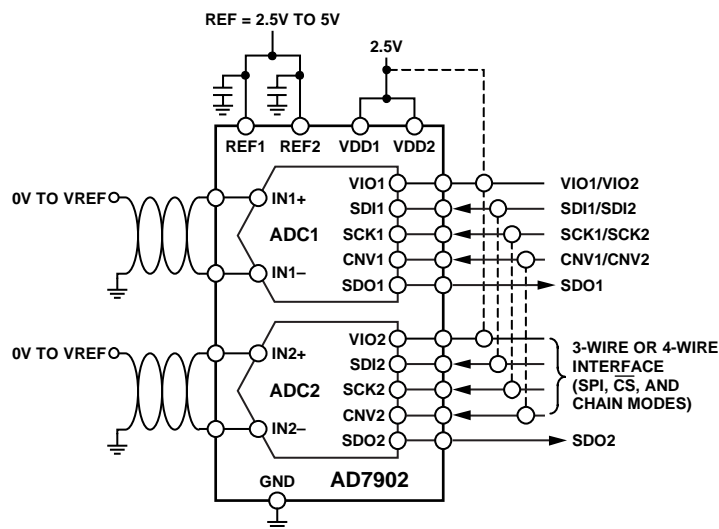 REF = 2.5V TO 5V
2.5V
REF1
REF2
VDD1
VDD2
0V TO VREF
IN1+
IN1–
ADC1
VIO1
SDI1
SCK1
CNV1
SDO1
VIO1/VIO2
SDI1/SDI2
SCK1/SCK2
CNV1/CNV2
SDO1
0V TO VREF
IN2+
IN2–
ADC2
VIO2
SDI2
SCK2
CNV2
SDO2
3-WIRE OR 4-WIRE
INTERFACE
(SPI, CS, AND
CHAIN MODES)
SDO2
GND
AD7902